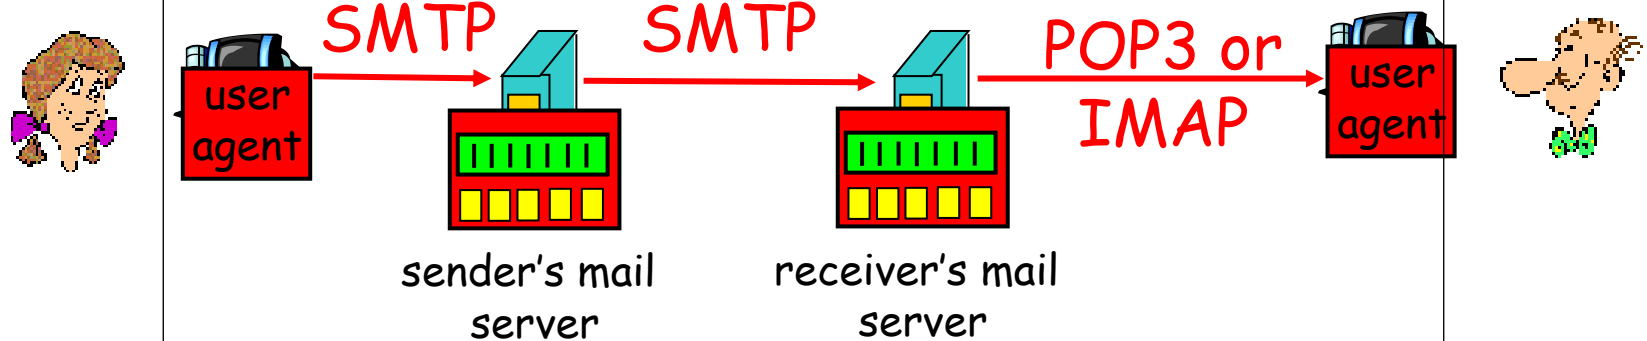 SMTP
SMTP
POP3 or
IMAP
user
agent
user
agent
sender's mail
server
receiver's mail
server